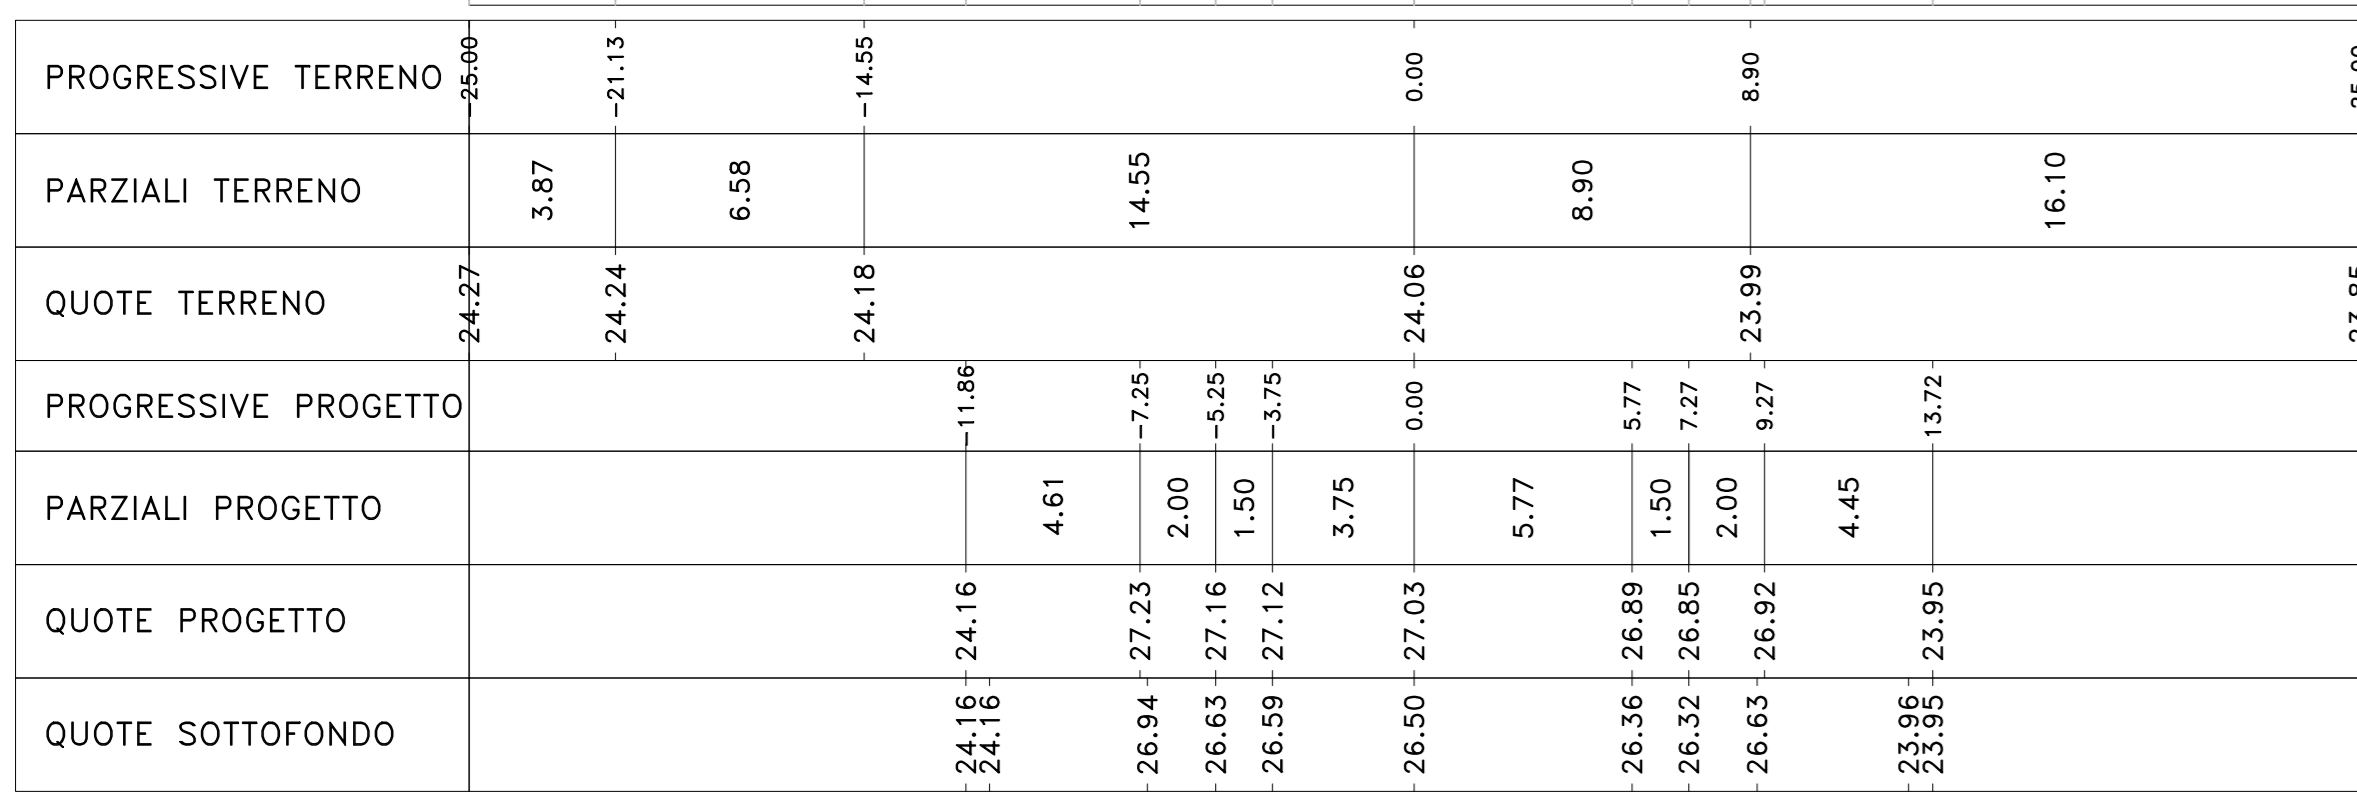 PROGRESSIVE TERRENO -25.00 -21.13 -14.55 0.00 8.90
PARZIALI TERRENO 3.87 6.58 14.55 8.90 16.10
QUOTE TERRENO 24.27 24.24 24.18 24.06 23.99
PROGRESSIVE PROGETTO -11.86 -7.25 -5.25 -3.75 0.00 5.77 7.27 9.27 13.72
PARZIALI PROGETTO 4.61 2.00 1.50 3.75 5.77 1.50 2.00 4.45
QUOTE PROGETTO 24.16 27.23 27.16 27.12 27.03 26.89 26.85 26.92 23.95
QUOTE SOTTOFONDO 24.16 24.16 26.94 26.63 26.59 26.50 26.36 26.32 26.63 23.96 23.95